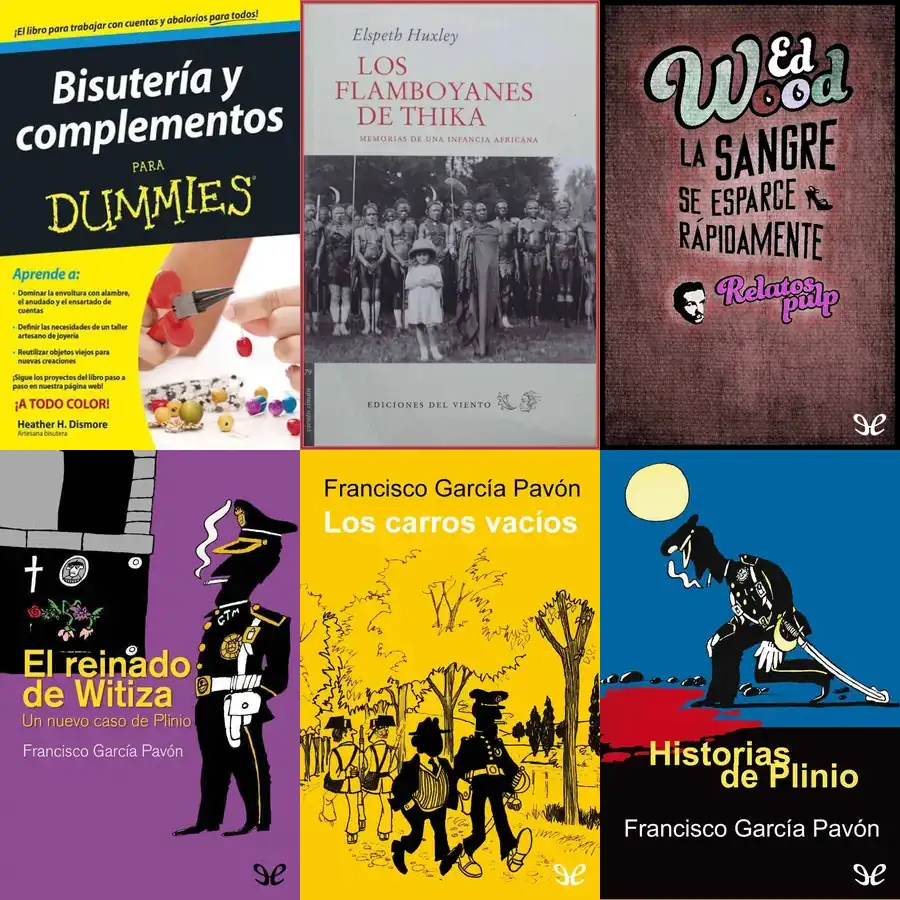 ¡El libro para trabajar con cuentas y abalorios para todos!
Bisutería y
complementos
PARA
DUMMIES
Aprende a:
• Dominar la envoltura con alambre,
el anudado y el ensartado de
cuentas
• Definir las necesidades de un taller
artesano de joyería
• Reutilizar objetos viejos para
nuevas creaciones
¡Sigue los proyectos del libro paso a
paso en nuestra página web!
¡A TODO COLOR!
Heather H. Dismore
Artesana bisutera
Elspeth Huxley
LOS
FLAMBOYANES
DE THIKA
MEMORIAS DE UNA INFANCIA AFRICANA
EDICIONES DEL VIENTO
Ed
Wood
LA SANGRE
SE ESPARCE
RÁPIDAMENTE
Relatos
pulp
GTM
El reinado
de Witiza
Un nuevo caso de Plinio
Francisco García Pavón
Francisco García Pavón
Los carros vacíos
Historias
de Plinio
Francisco García Pavón